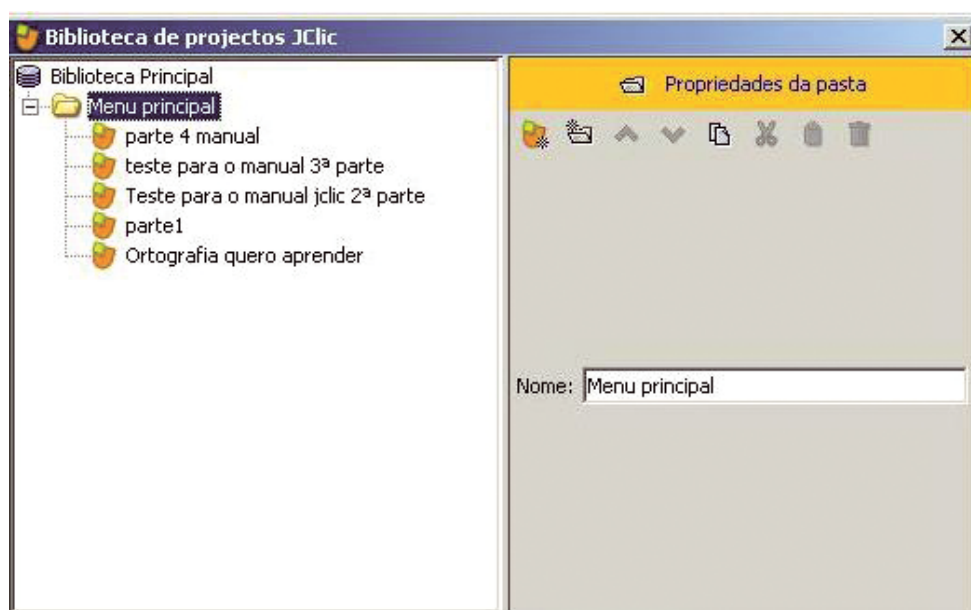 Biblioteca de projectos JClic
Biblioteca Principal
Menu principal
parte 4 manual
teste para o manual 3ª parte
Teste para o manual jclic 2ª parte
parte1
Ortografia quero aprender
Propriedades da pasta
Nome: Menu principal